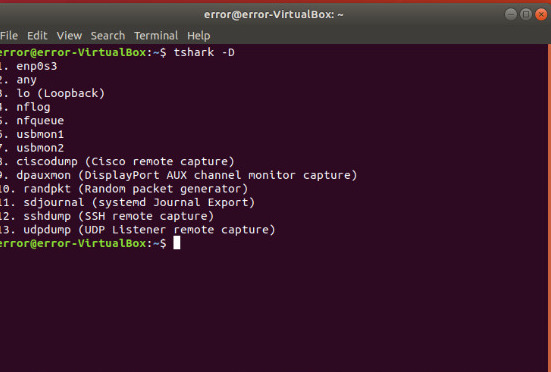 error@error-VirtualBox: ~
File Edit View Search Terminal Help
error@error-VirtualBox:~$ tshark -D
1. enp0s3
2. any
3. lo (Loopback)
4. nflog
5. nfqueue
6. usbmon1
7. usbmon2
8. ciscodump (Cisco remote capture)
9. dpauxmon (DisplayPort AUX channel monitor capture)
10. randpkt (Random packet generator)
11. sdjournal (systemd Journal Export)
12. sshdump (SSH remote capture)
13. udpdump (UDP Listener remote capture)
error@error-VirtualBox:~$